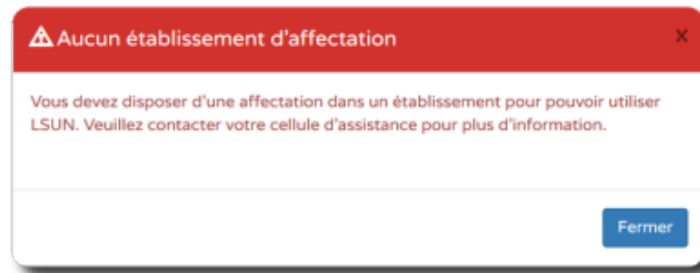 Aucun établissement d'affectation
×
Vous devez disposer d'une affectation dans un établissement pour pouvoir utiliser
LSUN. Veuillez contacter votre cellule d'assistance pour plus d'information.
Fermer